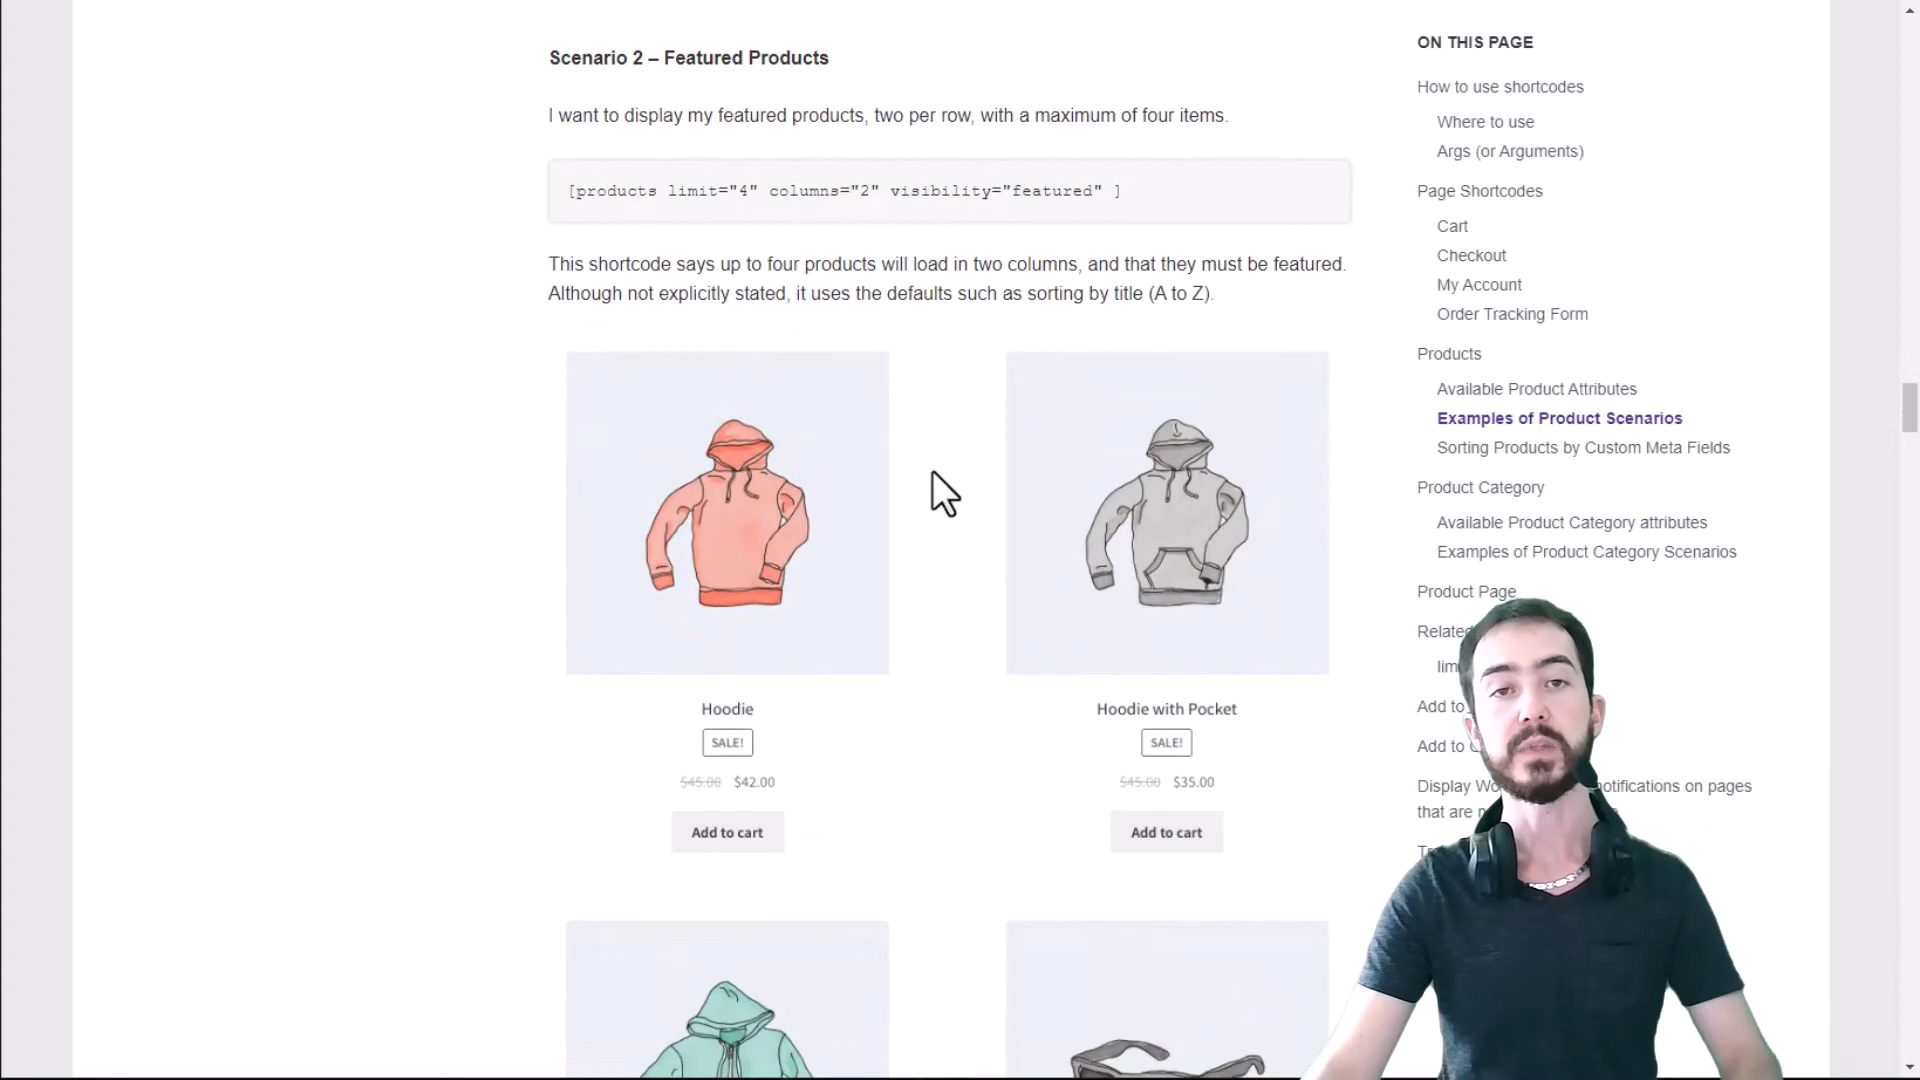 Scenario 2 – Featured Products
I want to display my featured products, two per row, with a maximum of four items.
[products limit="4" columns="2" visibility="featured" ]
This shortcode says up to four products will load in two columns, and that they must be featured.
Although not explicitly stated, it uses the defaults such as sorting by title (A to Z).
Hoodie
SALE!
$45.00 $42.00
Add to cart
Hoodie with Pocket
SALE!
$45.00 $35.00
Add to cart
ON THIS PAGE
How to use shortcodes
Where to use
Args (or Arguments)
Page Shortcodes
Cart
Checkout
My Account
Order Tracking Form
Products
Available Product Attributes
Examples of Product Scenarios
Sorting Products by Custom Meta Fields
Product Category
Available Product Category attributes
Examples of Product Category Scenarios
Product Page
Add to
Add to
Display on pages
that are